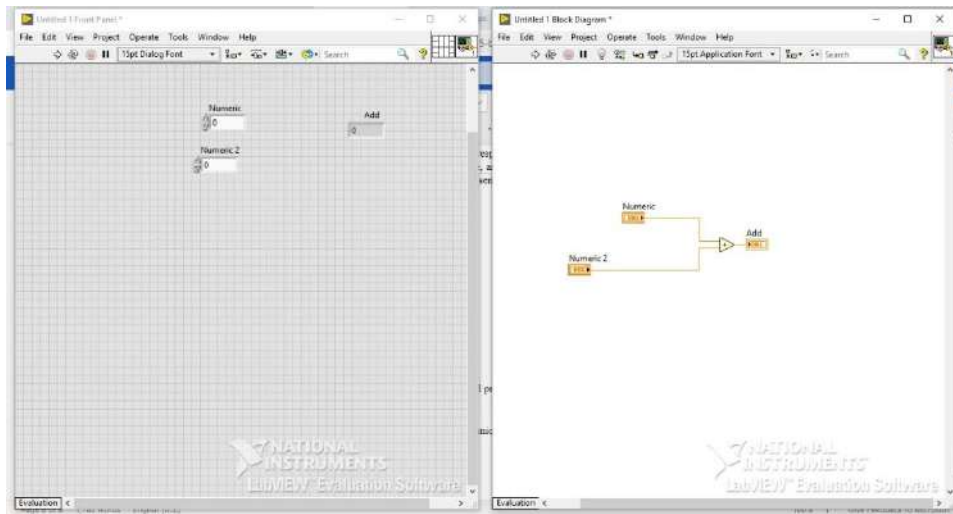 Untitled 1 Front Panel *
File Edit View Project Operate Tools Window Help
15pt Dialog Font
Search
Numeric
0
Add
0
Numeric 2
0
NATIONAL
INSTRUMENTS
LabVIEW Evaluation Software
Evaluation
Untitled 1 Block Diagram *
File Edit View Project Operate Tools Window Help
15pt Application Font
Search
Numeric
Add
Numeric 2
NATIONAL
INSTRUMENTS
LabVIEW Evaluation Software
Evaluation